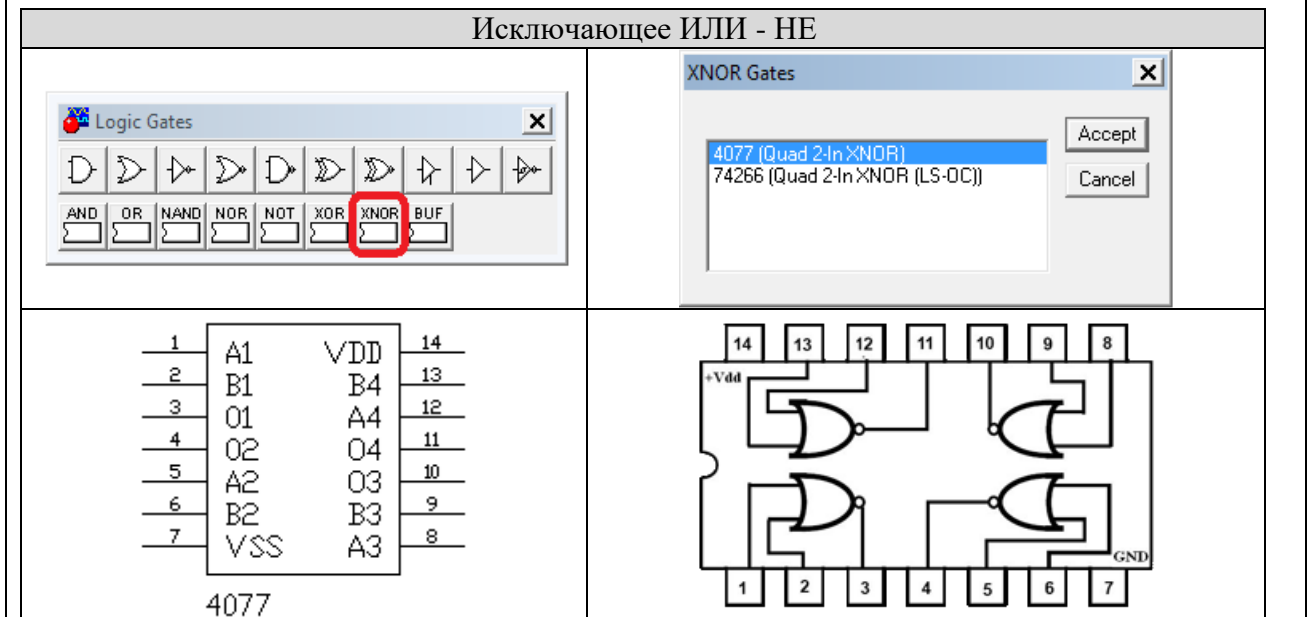 Исключающее ИЛИ - НЕ
Logic Gates
AND OR NAND NOR NOT XOR XNOR BUF
XNOR Gates
4077 (Quad 2-In XNOR)
74266 (Quad 2-In XNOR (LS-OC))
Accept
Cancel
1 A1 VDD 14
2 B1 B4 13
3 O1 A4 12
4 O2 O4 11
5 A2 O3 10
6 B2 B3 9
7 VSS A3 8
4077
14 13 12 11 10 9 8
+Vdd
GND
1 2 3 4 5 6 7